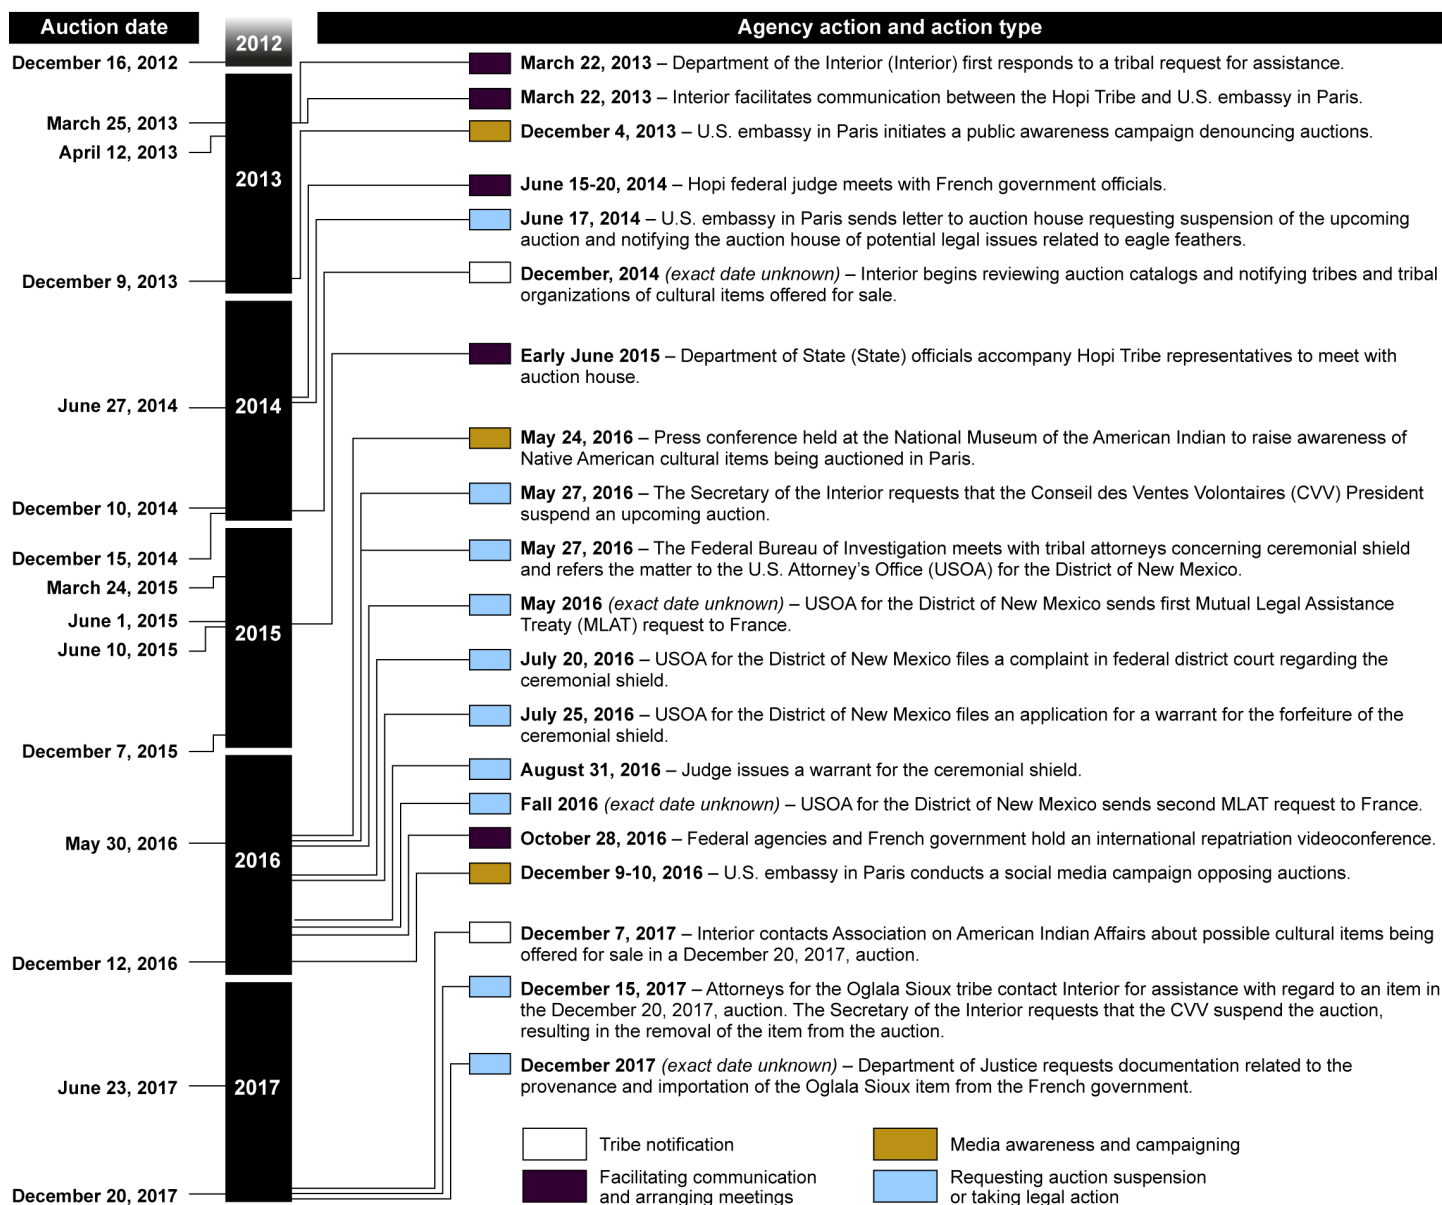 Auction date
Agency action and action type
2012
December 16, 2012
March 22, 2013 – Department of the Interior (Interior) first responds to a tribal request for assistance.
March 22, 2013 – Interior facilitates communication between the Hopi Tribe and U.S. embassy in Paris.
March 25, 2013
December 4, 2013 – U.S. embassy in Paris initiates a public awareness campaign denouncing auctions.
April 12, 2013
2013
June 15-20, 2014 – Hopi federal judge meets with French government officials.
June 17, 2014 – U.S. embassy in Paris sends letter to auction house requesting suspension of the upcoming
auction and notifying the auction house of potential legal issues related to eagle feathers.
December 9, 2013
December, 2014 (exact date unknown) – Interior begins reviewing auction catalogs and notifying tribes and tribal
organizations of cultural items offered for sale.
Early June 2015 – Department of State (State) officials accompany Hopi Tribe representatives to meet with
auction house.
June 27, 2014
2014
May 24, 2016 – Press conference held at the National Museum of the American Indian to raise awareness of
Native American cultural items being auctioned in Paris.
May 27, 2016 – The Secretary of the Interior requests that the Conseil des Ventes Volontaires (CVV) President
suspend an upcoming auction.
December 10, 2014
December 15, 2014
May 27, 2016 – The Federal Bureau of Investigation meets with tribal attorneys concerning ceremonial shield
and refers the matter to the U.S. Attorney’s Office (USOA) for the District of New Mexico.
March 24, 2015
May 2016 (exact date unknown) – USOA for the District of New Mexico sends first Mutual Legal Assistance
Treaty (MLAT) request to France.
June 1, 2015
2015
June 10, 2015
July 20, 2016 – USOA for the District of New Mexico files a complaint in federal district court regarding the
ceremonial shield.
July 25, 2016 – USOA for the District of New Mexico files an application for a warrant for the forfeiture of the
ceremonial shield.
December 7, 2015
August 31, 2016 – Judge issues a warrant for the ceremonial shield.
Fall 2016 (exact date unknown) – USOA for the District of New Mexico sends second MLAT request to France.
May 30, 2016
October 28, 2016 – Federal agencies and French government hold an international repatriation videoconference.
2016
December 9-10, 2016 – U.S. embassy in Paris conducts a social media campaign opposing auctions.
December 7, 2017 – Interior contacts Association on American Indian Affairs about possible cultural items being
offered for sale in a December 20, 2017, auction.
December 12, 2016
December 15, 2017 – Attorneys for the Oglala Sioux tribe contact Interior for assistance with regard to an item in
the December 20, 2017, auction. The Secretary of the Interior requests that the CVV suspend the auction,
resulting in the removal of the item from the auction.
December 2017 (exact date unknown) – Department of Justice requests documentation related to the
provenance and importation of the Oglala Sioux item from the French government.
June 23, 2017
2017
Tribe notification
Media awareness and campaigning
Facilitating communication
and arranging meetings
Requesting auction suspension
or taking legal action
December 20, 2017